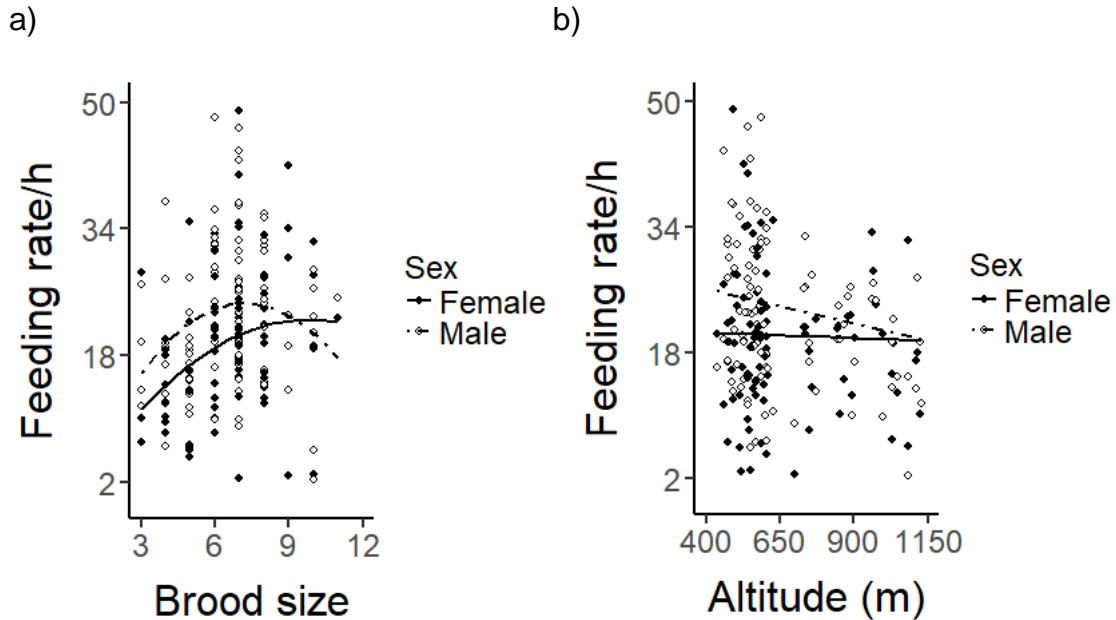 a)
b)
Feeding rate/h
50
34
18
2
3 6 9 12
Brood size
Sex
Female
Male
Feeding rate/h
50
34
18
2
400 650 900 1150
Altitude (m)
Sex
Female
Male